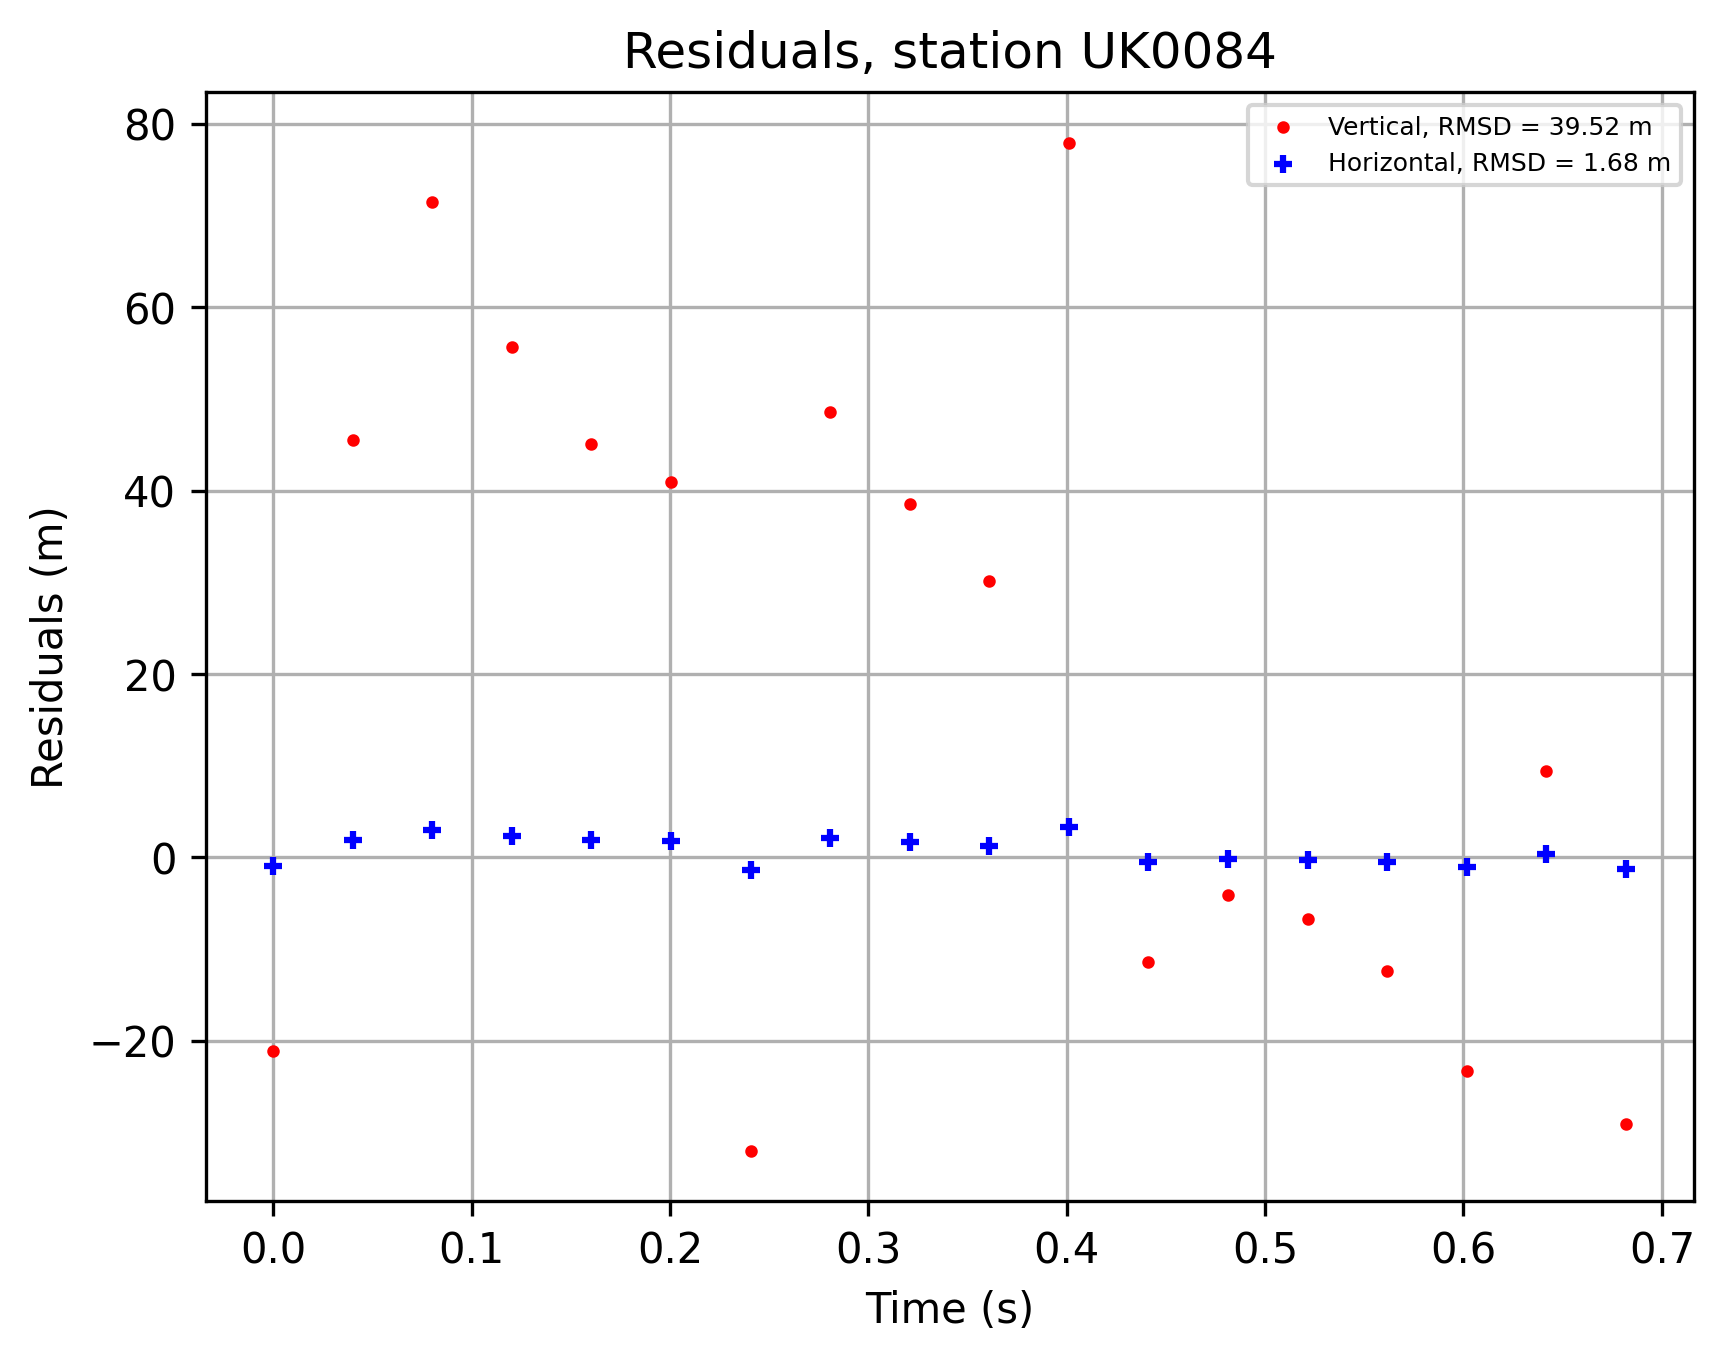 Residuals, station UK0084
Vertical, RMSD = 39.52 m
Horizontal, RMSD = 1.68 m
80
60
40
20
0
−20
Residuals (m)
0.0 0.1 0.2 0.3 0.4 0.5 0.6 0.7
Time (s)